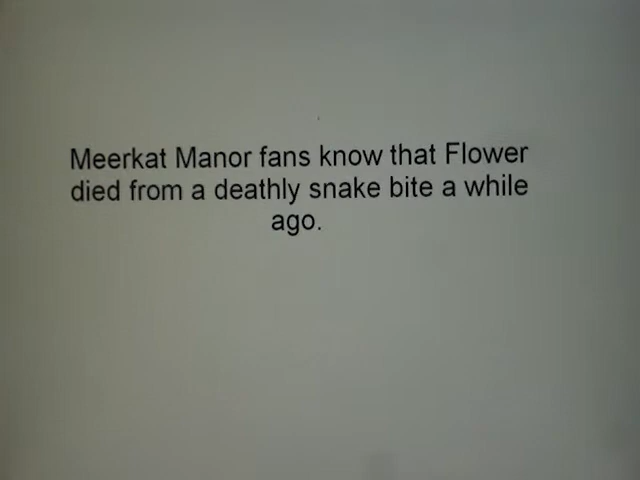 Meerkat Manor fans know that Flower
died from a deathly snake bite a while
ago.